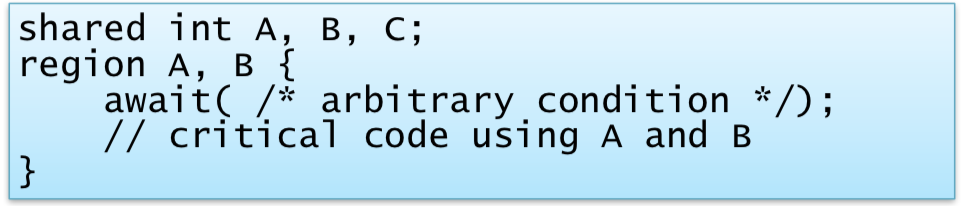 shared int A, B, C;
region A, B {
    await( /* arbitrary condition */);
    // critical code using A and B
}